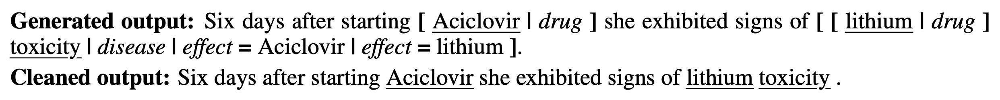 Generated output: Six days after starting [ Aciclovir | drug ] she exhibited signs of [ [ lithium | drug ]
toxicity | disease | effect = Aciclovir | effect = lithium ].
Cleaned output: Six days after starting Aciclovir she exhibited signs of lithium toxicity .